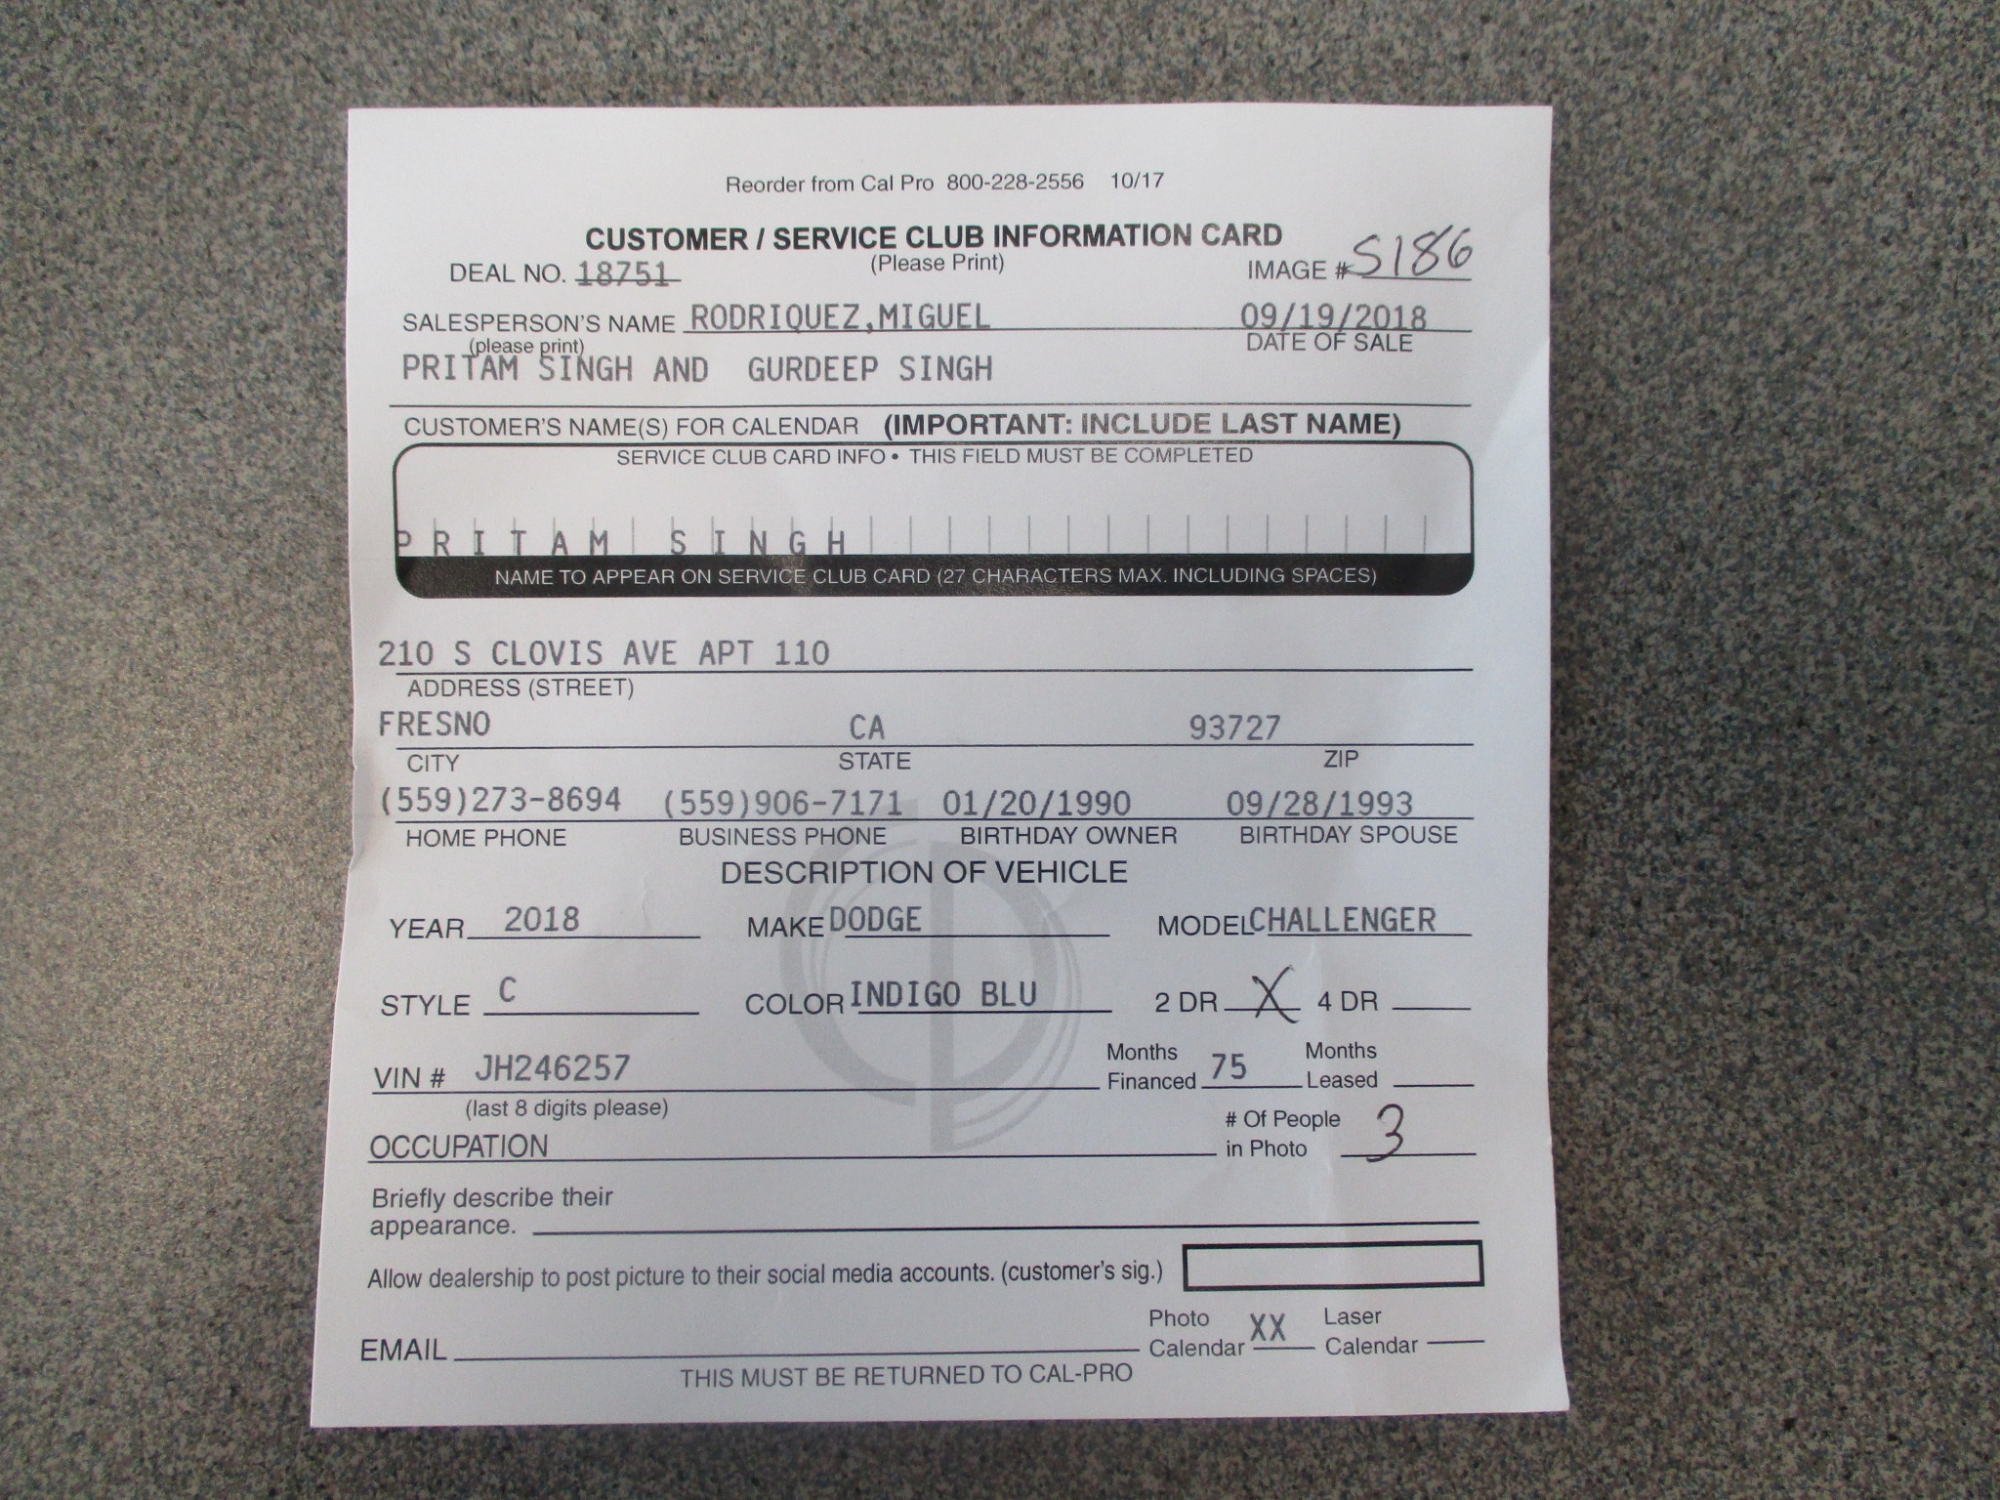 Reorder from Cal Pro 800-228-2556 10/17
CUSTOMER / SERVICE CLUB INFORMATION CARD
(Please Print)
DEAL NO. 18751 IMAGE # S186
SALESPERSON'S NAME RODRIQUEZ,MIGUEL 09/19/2018
(please print) DATE OF SALE
PRITAM SINGH AND GURDEEP SINGH
CUSTOMER'S NAME(S) FOR CALENDAR (IMPORTANT: INCLUDE LAST NAME)
SERVICE CLUB CARD INFO • THIS FIELD MUST BE COMPLETED
PRITAM SINGH
NAME TO APPEAR ON SERVICE CLUB CARD (27 CHARACTERS MAX. INCLUDING SPACES)
210 S CLOVIS AVE APT 110
ADDRESS (STREET)
FRESNO CA 93727
CITY STATE ZIP
(559)273-8694 (559)906-7171 01/20/1990 09/28/1993
HOME PHONE BUSINESS PHONE BIRTHDAY OWNER BIRTHDAY SPOUSE
DESCRIPTION OF VEHICLE
YEAR 2018 MAKE DODGE MODEL CHALLENGER
STYLE C COLOR INDIGO BLU 2 DR X 4 DR
VIN # JH246257 Months Financed 75 Months Leased
(last 8 digits please)
OCCUPATION # Of People in Photo 3
Briefly describe their
appearance.
Allow dealership to post picture to their social media accounts. (customer's sig.)
EMAIL Photo Calendar XX Laser Calendar
THIS MUST BE RETURNED TO CAL-PRO